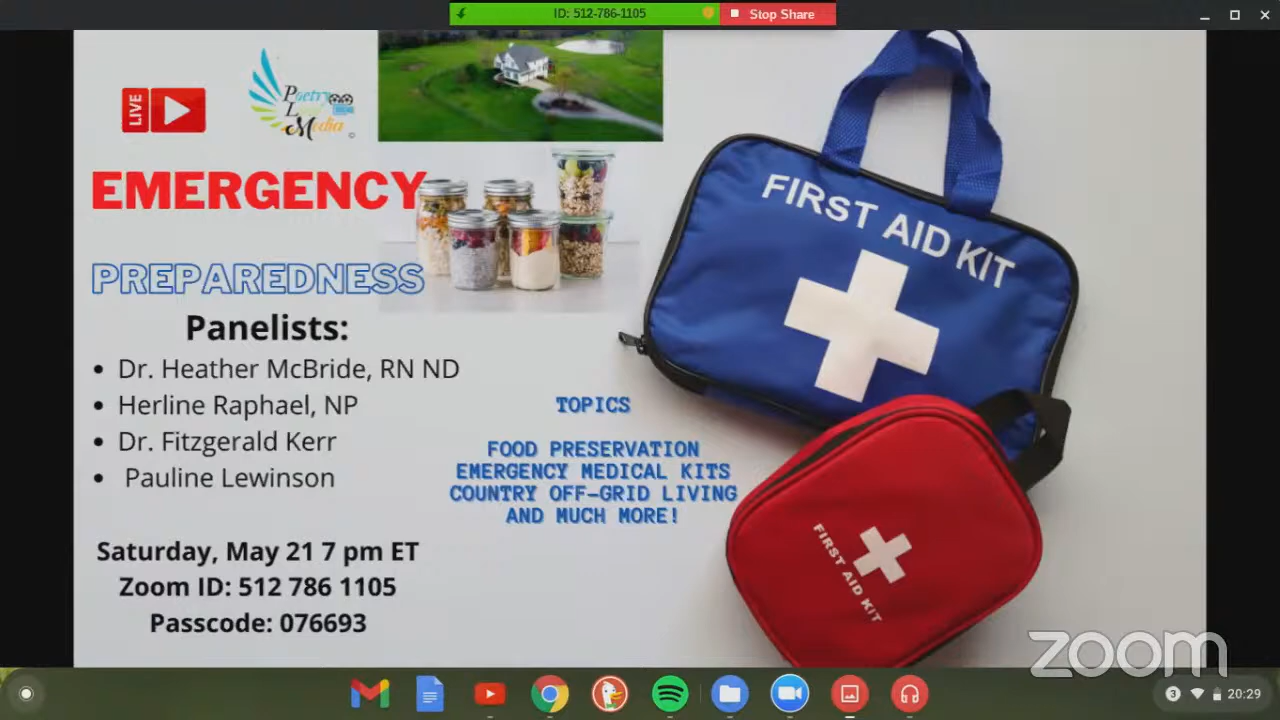 ID: 512-786-1105
Stop Share
LIVE
Poetry
Media
EMERGENCY
PREPAREDNESS
Panelists:
• Dr. Heather McBride, RN ND
• Herline Raphael, NP
• Dr. Fitzgerald Kerr
• Pauline Lewinson
Saturday, May 21 7 pm ET
Zoom ID: 512 786 1105
Passcode: 076693
TOPICS
FOOD PRESERVATION
EMERGENCY MEDICAL KITS
COUNTRY OFF-GRID LIVING
AND MUCH MORE!
FIRST AID KIT
FIRST AID KIT
zoom
3
20:29